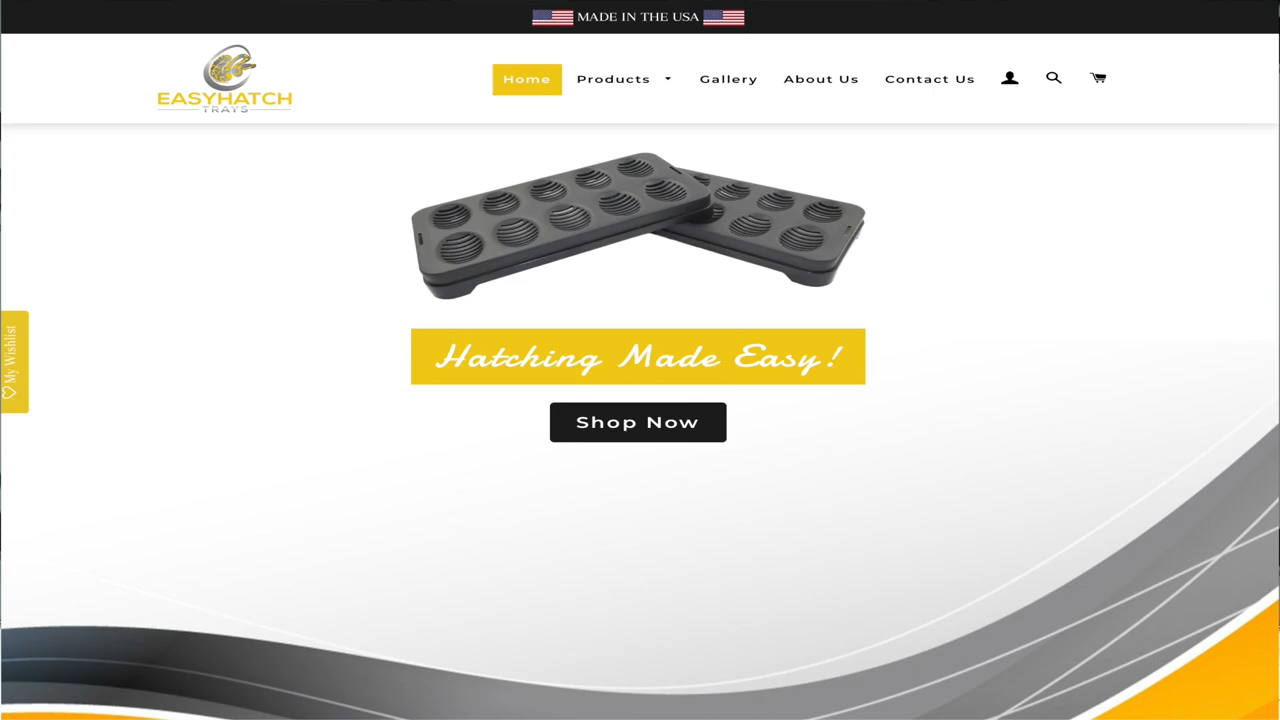 MADE IN THE USA
EASYHATCH
TRAYS
Home Products Gallery About Us Contact Us
My Wishlist
Hatching Made Easy!
Shop Now